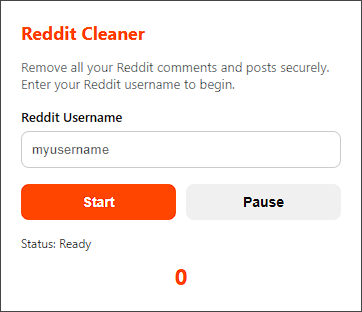 Reddit Cleaner
Remove all your Reddit comments and posts securely.
Enter your Reddit username to begin.
Reddit Username
myusername
Start
Pause
Status: Ready
0